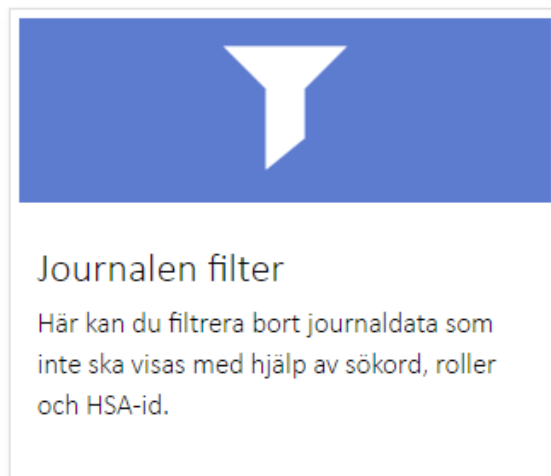 Journalen filter
Här kan du filtrera bort journaldata som
inte ska visas med hjälp av sökord, roller
och HSA-id.